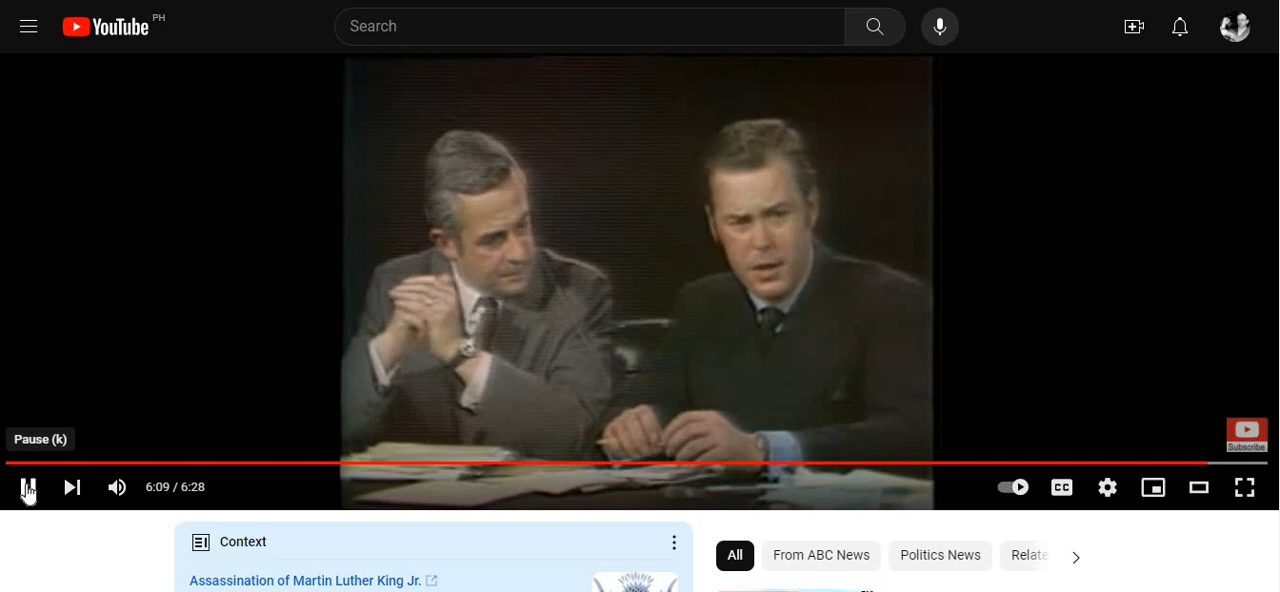 YouTube PH
Search
Subscribe
Pause (k)
6:09 / 6:28
CC
Context
Assassination of Martin Luther King Jr.
All
From ABC News
Politics News
Relate